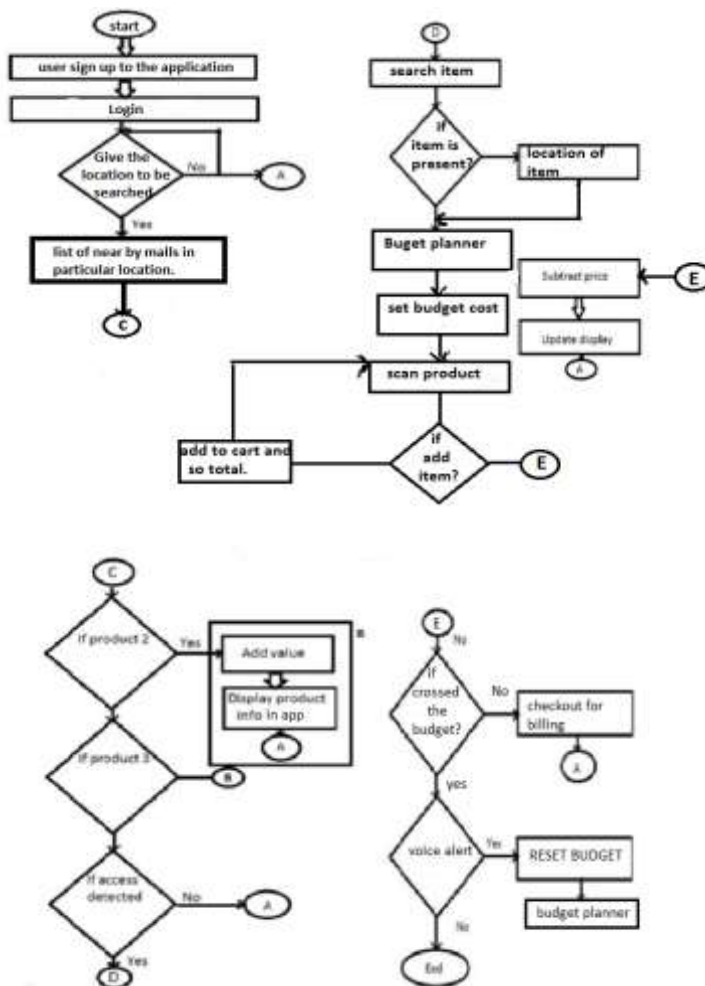 start
user sign up to the application
Login
Give the
location to be
searched
No
A
Yes
list of near by malls in
particular location.
C
D
search item
if
item is
present?
location of
item
Buget planner
set budget cost
scan product
Subtract price
E
Update display
A
add to cart and
so total.
if
add
item?
E
C
if product 2
Yes
Add value
Display product
info in app
A
B
if product 3
B
If access
detected
No
A
Yes
D
E
No
if
crossed
the
budget?
No
checkout for
billing
A
yes
voice alert
Yes
RESET BUDGET
budget planner
No
End